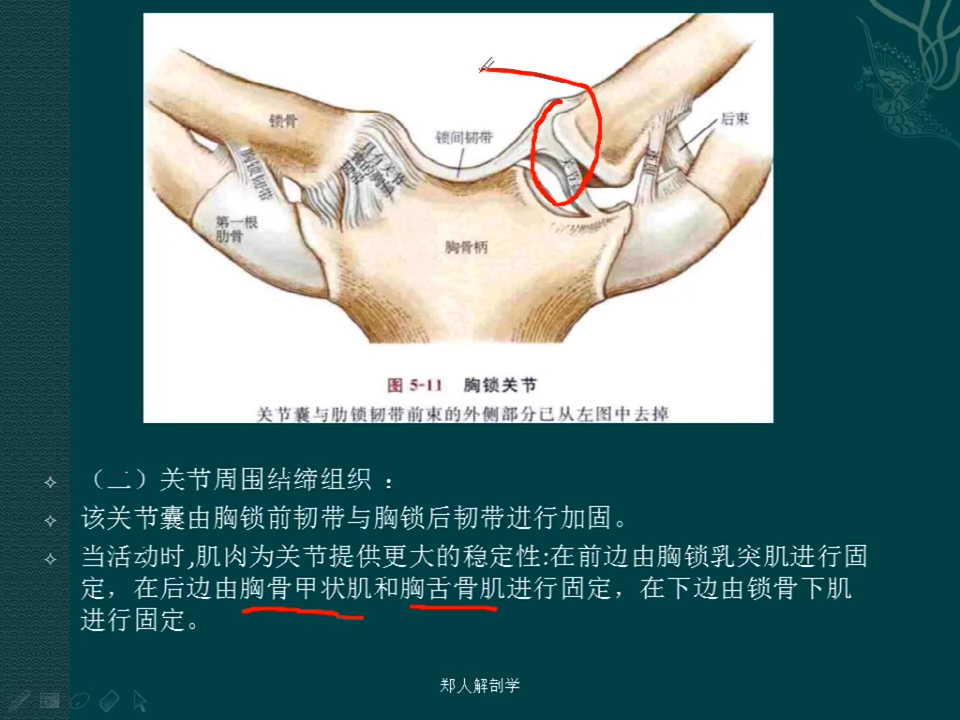 锁骨
锁间韧带
后束
第一根
肋骨
胸骨柄
图 5-11 胸锁关节
关节囊与肋锁韧带前束的外侧部分已从左图中去掉
（二）关节周围结缔组织：
该关节囊由胸锁前韧带与胸锁后韧带进行加固。
当活动时,肌肉为关节提供更大的稳定性:在前边由胸锁乳突肌进行固
定，在后边由胸骨甲状肌和胸舌骨肌进行固定，在下边由锁骨下肌
进行固定。
郑人解剖学